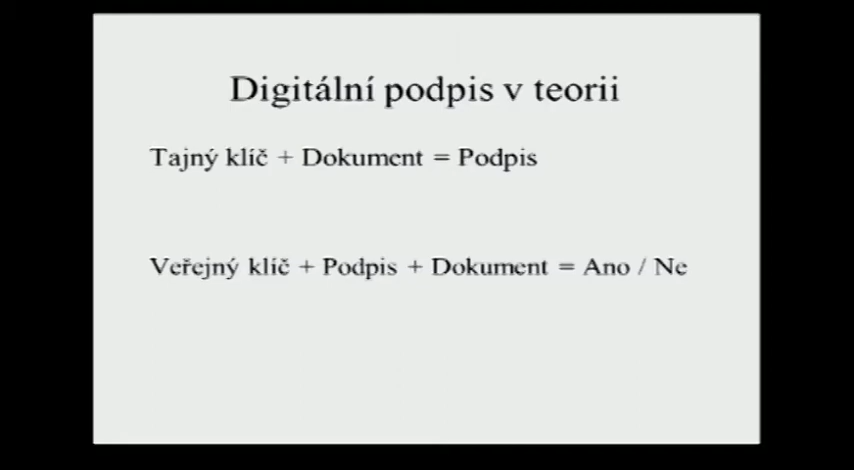 Digitální podpis v teorii
Tajný klíč + Dokument = Podpis
Veřejný klíč + Podpis + Dokument = Ano / Ne